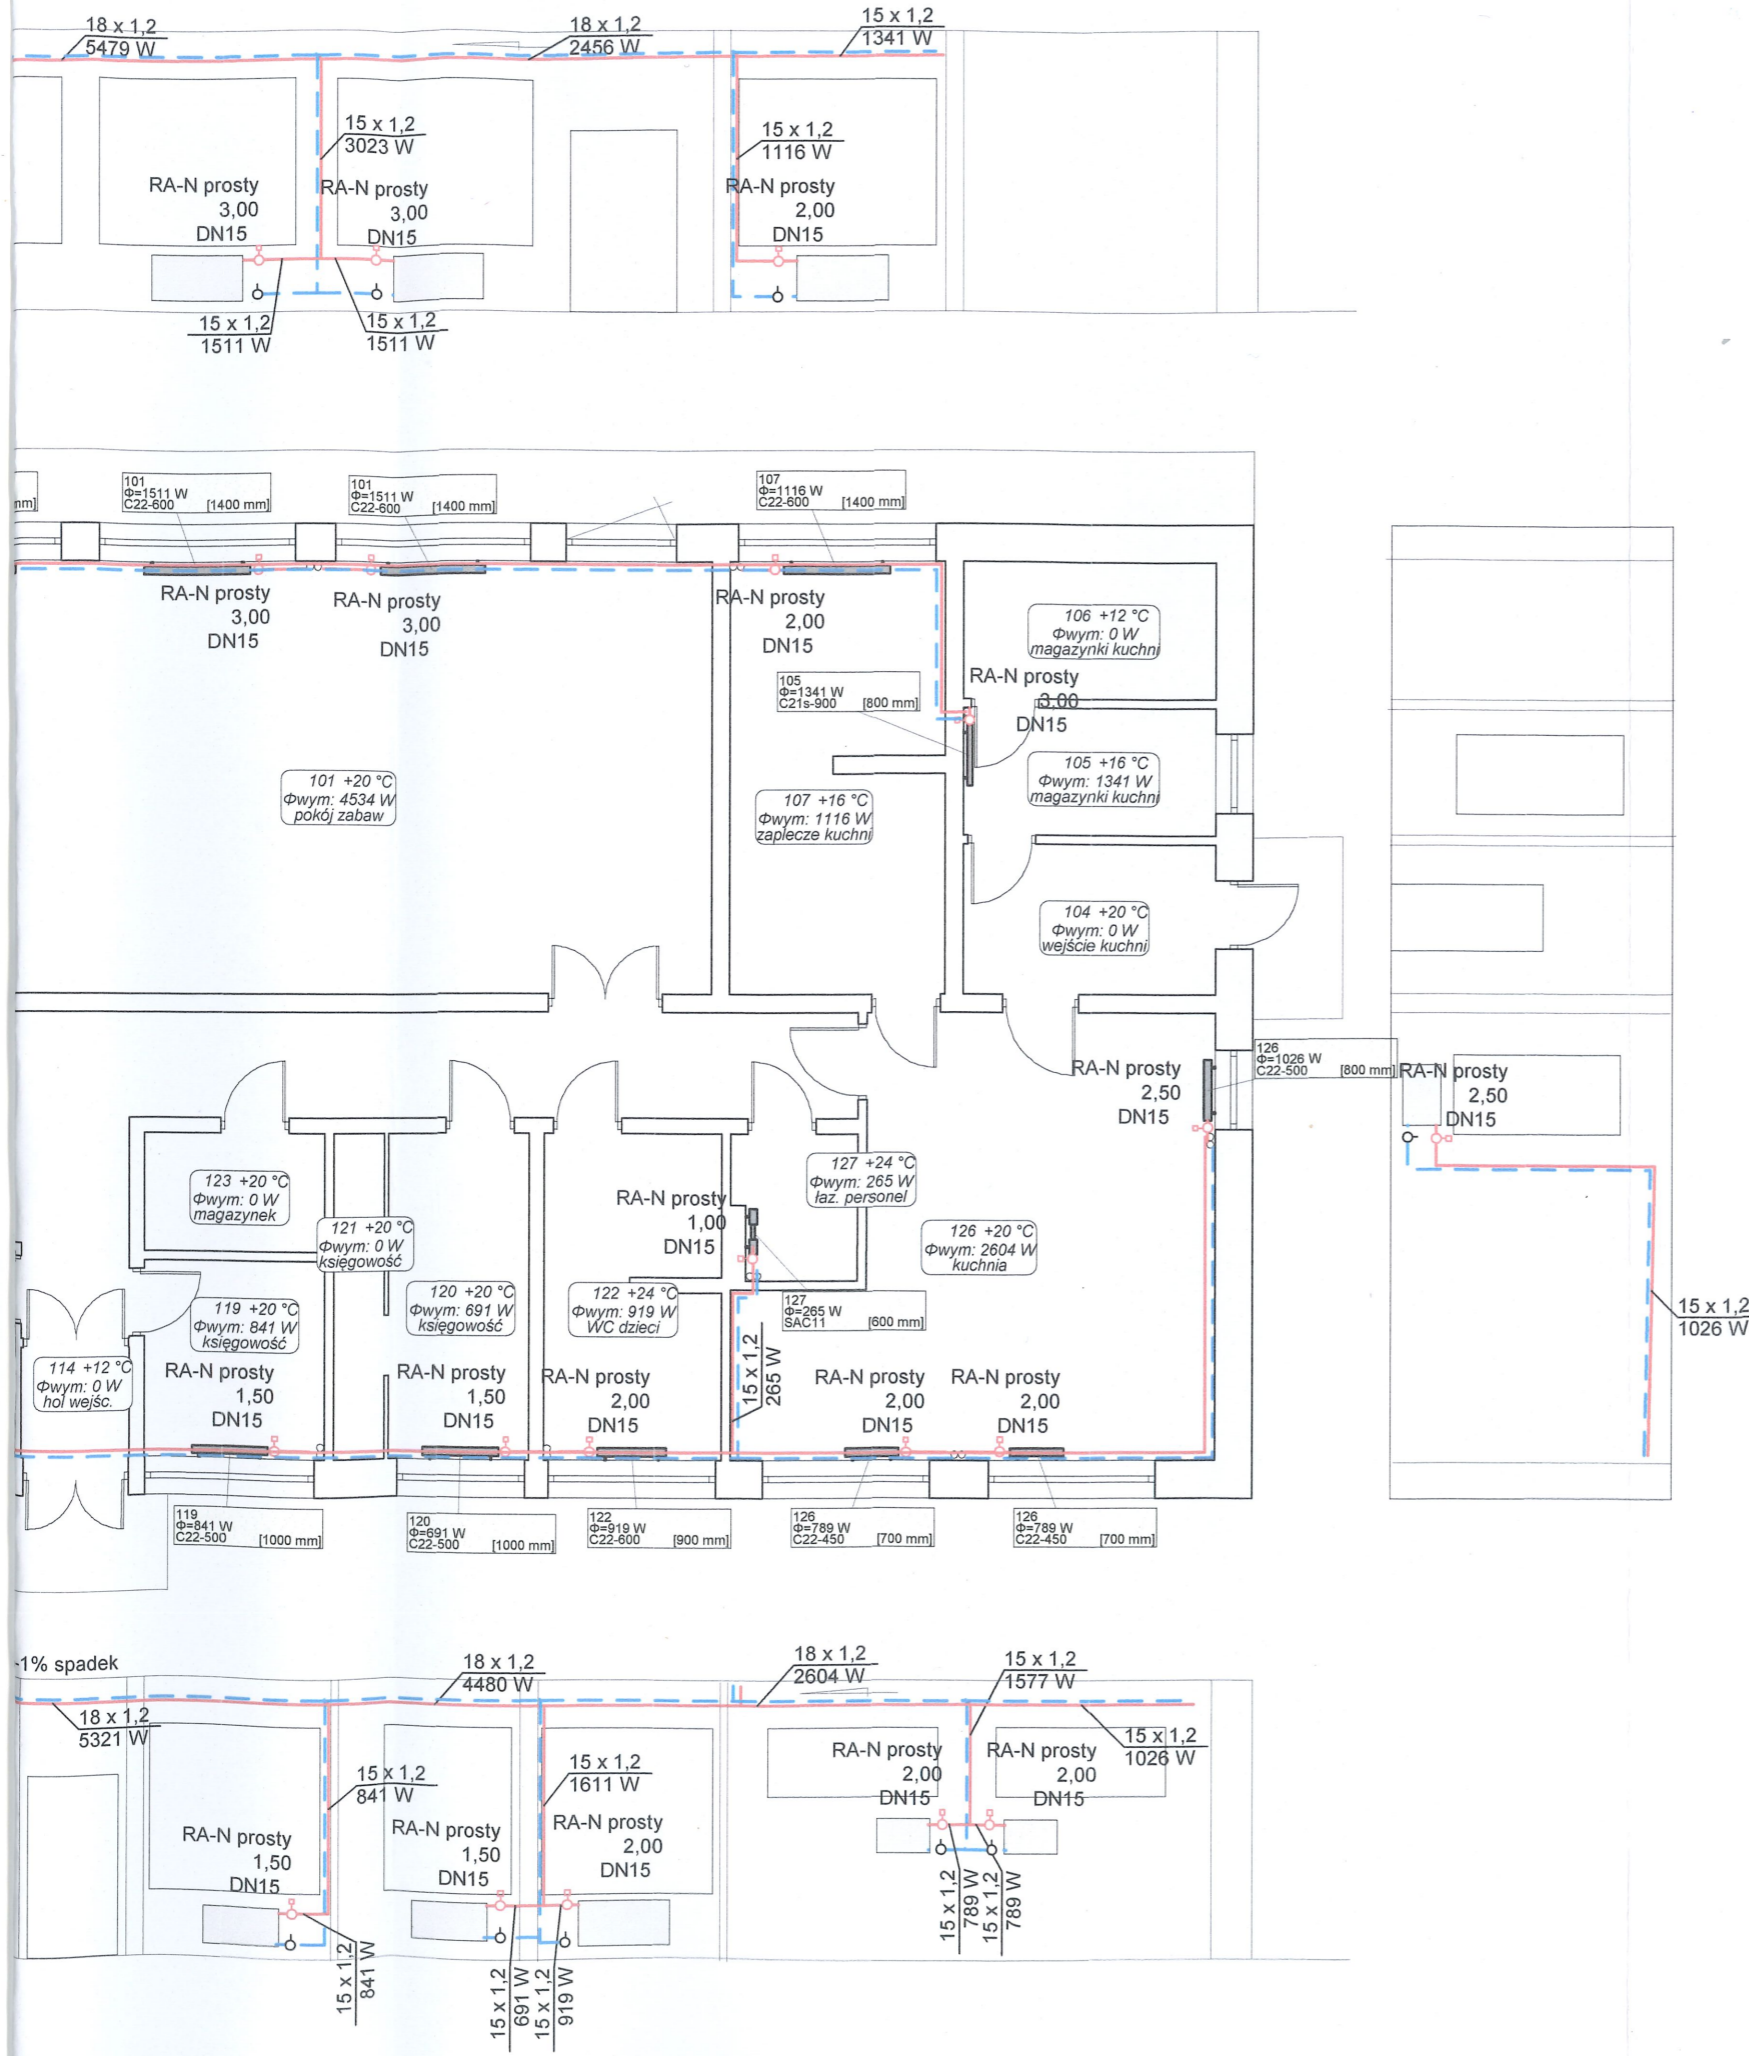 18 x 1,2
5479 W
18 x 1,2
2456 W
15 x 1,2
1341 W
15 x 1,2
3023 W
15 x 1,2
1116 W
RA-N prosty
3,00
DN15
RA-N prosty
3,00
DN15
RA-N prosty
2,00
DN15
15 x 1,2
1511 W
15 x 1,2
1511 W
mm]
101
Φ=1511 W
C22-600 [1400 mm]
101
Φ=1511 W
C22-600 [1400 mm]
107
Φ=1116 W
C22-600 [1400 mm]
RA-N prosty
3,00
DN15
RA-N prosty
3,00
DN15
RA-N prosty
2,00
DN15
106 +12 °C
Φwym: 0 W
magazynki kuchni
RA-N prosty
3,00
DN15
105
Φ=1341 W
C21s-900 [800 mm]
105 +16 °C
Φwym: 1341 W
magazynki kuchni
101 +20 °C
Φwym: 4534 W
pokój zabaw
107 +16 °C
Φwym: 1116 W
zaplecze kuchni
104 +20 °C
Φwym: 0 W
wejście kuchni
RA-N prosty
2,50
DN15
126
Φ=1026 W
C22-500 [800 mm]
RA-N prosty
2,50
DN15
123 +20 °C
Φwym: 0 W
magazynek
121 +20 °C
Φwym: 0 W
księgowość
RA-N prosty
1,00
DN15
127 +24 °C
Φwym: 265 W
łaz. personel
126 +20 °C
Φwym: 2604 W
kuchnia
119 +20 °C
Φwym: 841 W
księgowość
120 +20 °C
Φwym: 691 W
księgowość
122 +24 °C
Φwym: 919 W
WC dzieci
127
Φ=265 W
SAC11 [600 mm]
15 x 1,2
1026 W
15 x 1,2
265 W
114 +12 °C
Φwym: 0 W
hol wejśc.
RA-N prosty
1,50
DN15
RA-N prosty
1,50
DN15
RA-N prosty
2,00
DN15
RA-N prosty
2,00
DN15
RA-N prosty
2,00
DN15
119
Φ=841 W
C22-500 [1000 mm]
120
Φ=691 W
C22-500 [1000 mm]
122
Φ=919 W
C22-600 [900 mm]
126
Φ=789 W
C22-450 [700 mm]
126
Φ=789 W
C22-450 [700 mm]
1% spadek
18 x 1,2
4480 W
18 x 1,2
2604 W
15 x 1,2
1577 W
18 x 1,2
5321 W
15 x 1,2
1026 W
15 x 1,2
841 W
15 x 1,2
1611 W
RA-N prosty
2,00
DN15
RA-N prosty
2,00
DN15
RA-N prosty
1,50
DN15
RA-N prosty
1,50
DN15
RA-N prosty
2,00
DN15
15 x 1,2
841 W
15 x 1,2
691 W
15 x 1,2
919 W
15 x 1,2
789 W
15 x 1,2
789 W